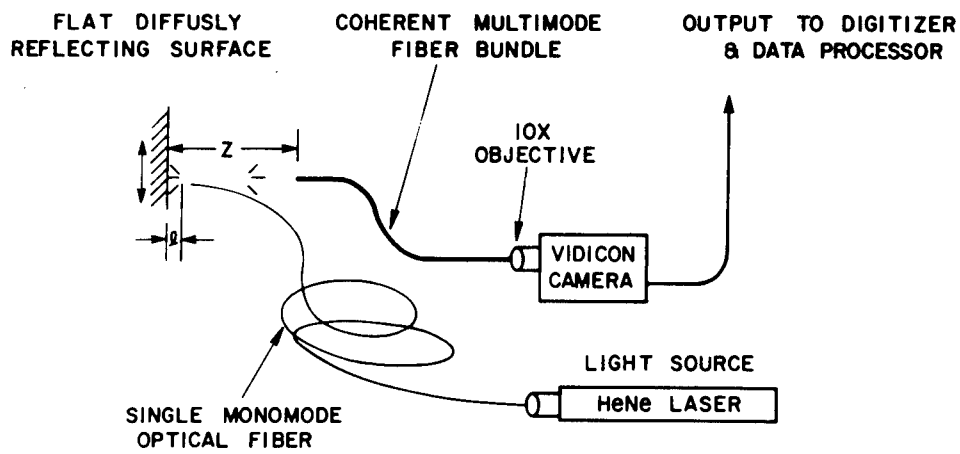 FLAT DIFFUSLY
REFLECTING SURFACE
COHERENT MULTIMODE
FIBER BUNDLE
OUTPUT TO DIGITIZER
& DATA PROCESSOR
Z
10X
OBJECTIVE
ℓ
VIDICON
CAMERA
LIGHT SOURCE
HeNe LASER
SINGLE MONOMODE
OPTICAL FIBER